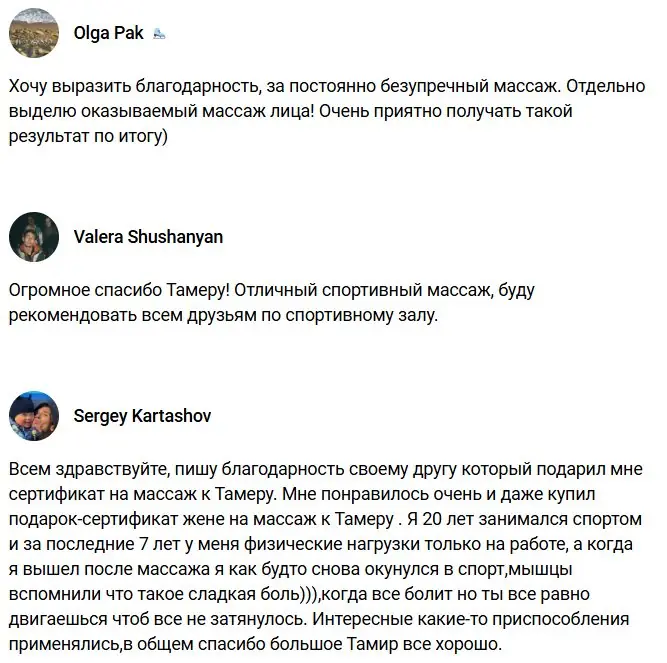 Olga Pak
Хочу выразить благодарность, за постоянно безупречный массаж. Отдельно
выделю оказываемый массаж лица! Очень приятно получать такой
результат по итогу)
Valera Shushanyan
Огромное спасибо Тамеру! Отличный спортивный массаж, буду
рекомендовать всем друзьям по спортивному залу.
Sergey Kartashov
Всем здравствуйте, пишу благодарность своему другу который подарил мне
сертификат на массаж к Тамеру. Мне понравилось очень и даже купил
подарок-сертификат жене на массаж к Тамеру . Я 20 лет занимался спортом
и за последние 7 лет у меня физические нагрузки только на работе, а когда
я вышел после массажа я как будто снова окунулся в спорт,мышцы
вспомнили что такое сладкая боль))),когда все болит но ты все равно
двигаешься чтоб все не затянулось. Интересные какие-то приспособления
применялись,в общем спасибо большое Тамир все хорошо.